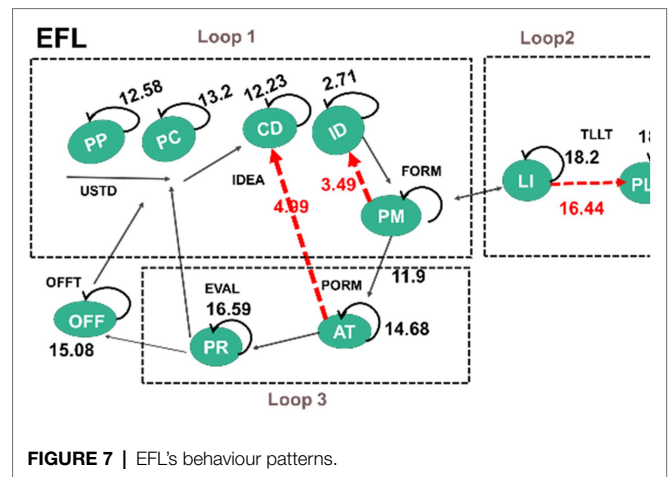 EFL
Loop 1
Loop2
12.58
13.2
12.23
2.71
PP
PC
CD
ID
TLLT
18.2
USTD
IDEA
3.49
FORM
LI
16.44
4.99
PM
11.9
OFFT
EVAL
PORM
16.59
OFF
15.08
PR
AT
14.68
Loop 3
FIGURE 7 | EFL's behaviour patterns.